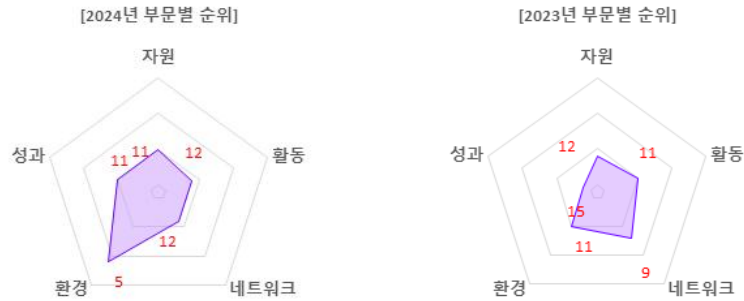 [2024년 부문별 순위]
자원
11
12
활동
성과
11
12
네트워크
환경
5
[2023년 부문별 순위]
자원
12
11
활동
성과
15
11
9
네트워크
환경